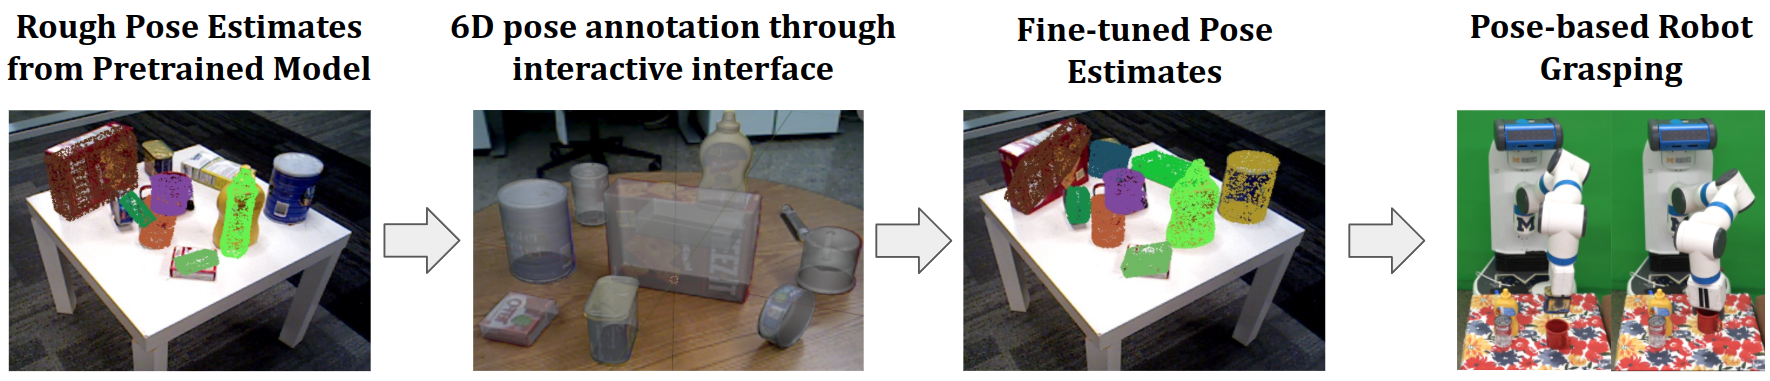 Rough Pose Estimates
from Pretrained Model
6D pose annotation through
interactive interface
Fine-tuned Pose
Estimates
Pose-based Robot
Grasping